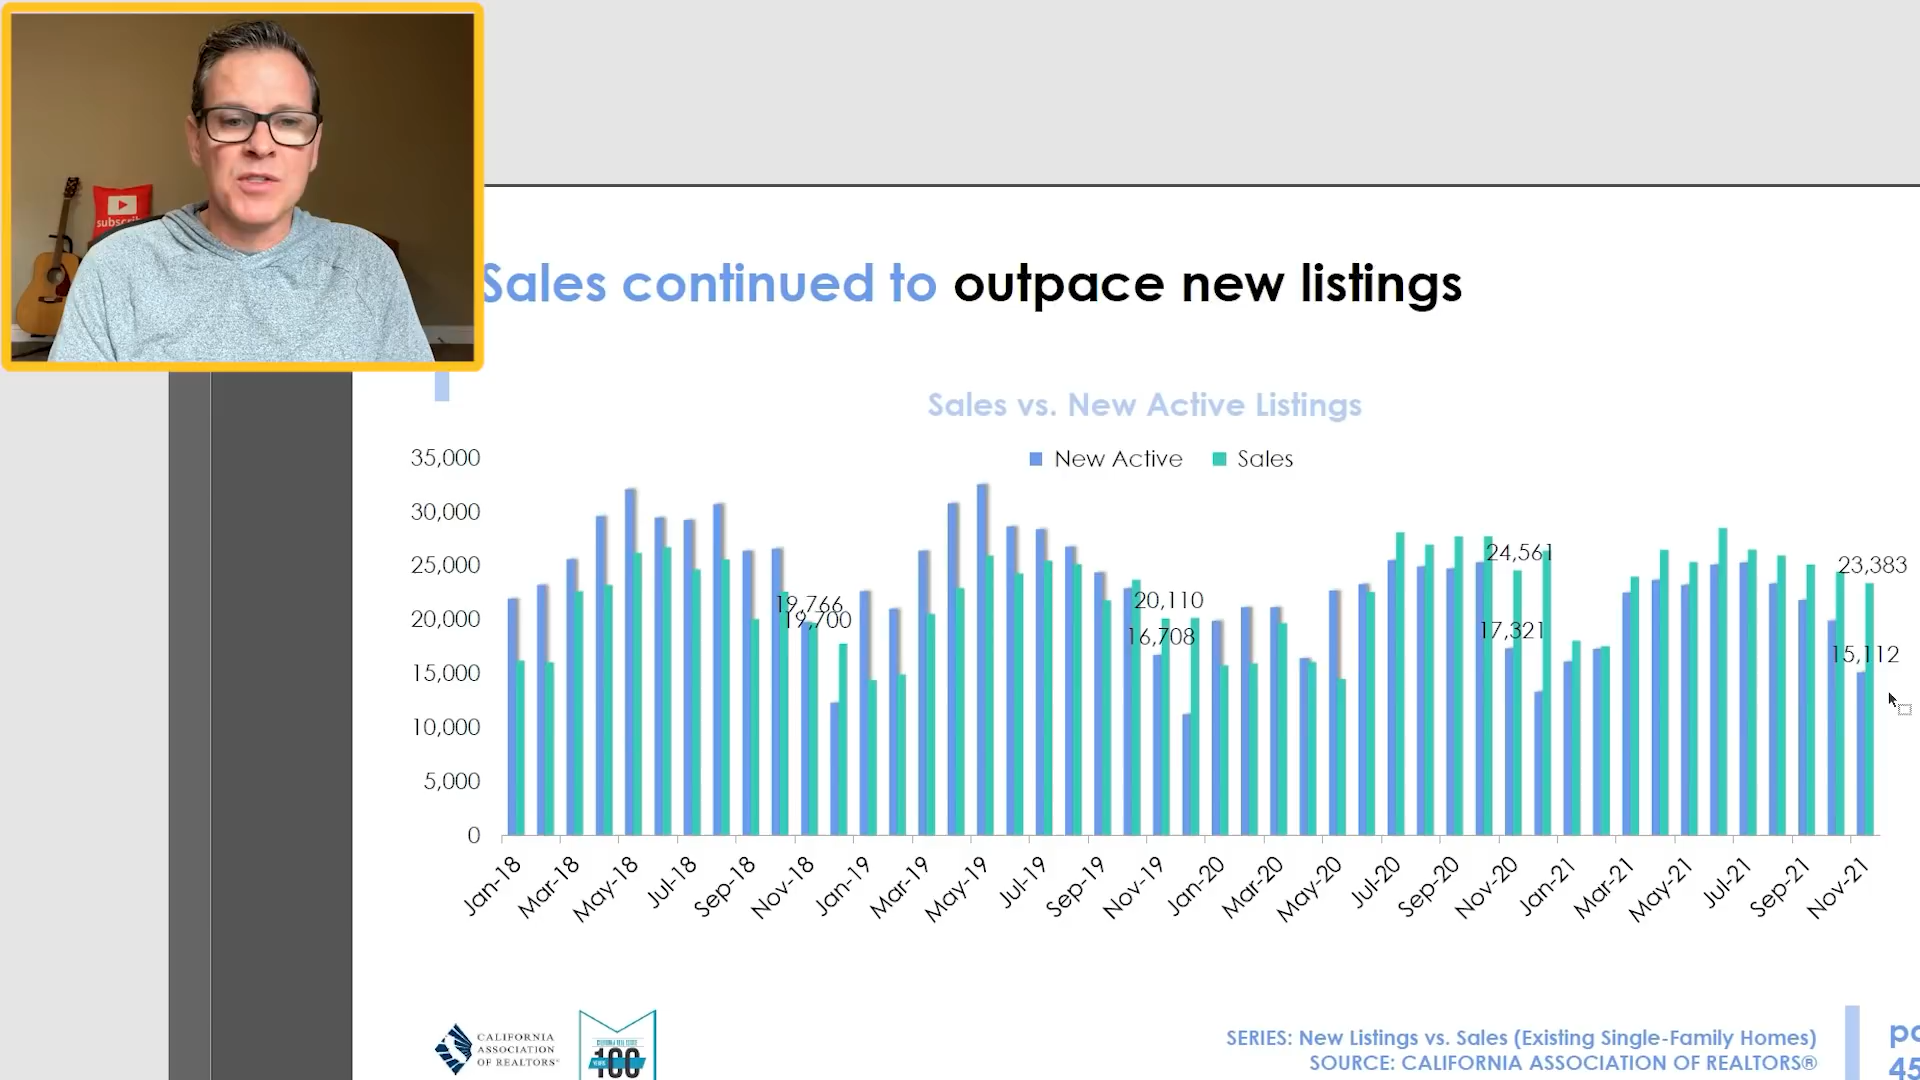 subscrib
Sales continued to outpace new listings
Sales vs. New Active Listings
New Active Sales
35,000
30,000
25,000
20,000
15,000
10,000
5,000
0
19,766
19,700
20,110
16,708
24,561
17,321
23,383
15,112
Jan-18 Mar-18 May-18 Jul-18 Sep-18 Nov-18 Jan-19 Mar-19 May-19 Jul-19 Sep-19 Nov-19 Jan-20 Mar-20 May-20 Jul-20 Sep-20 Nov-20 Jan-21 Mar-21 May-21 Jul-21 Sep-21 Nov-21
CALIFORNIA
ASSOCIATION
OF REALTORS®
100
SERIES: New Listings vs. Sales (Existing Single-Family Homes)
SOURCE: CALIFORNIA ASSOCIATION OF REALTORS®
45